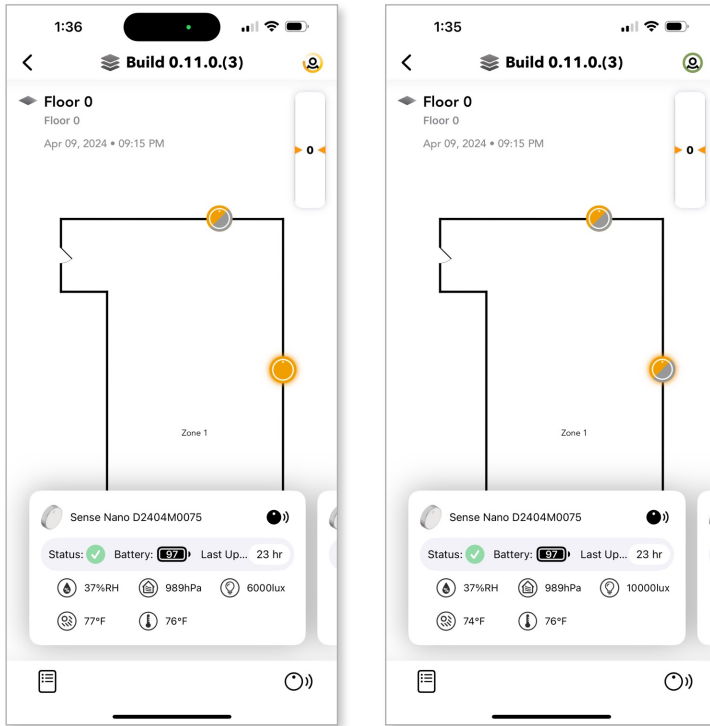 1:36
Build 0.11.0.(3)
Floor 0
Floor 0
Apr 09, 2024 • 09:15 PM
0
Zone 1
Sense Nano D2404M0075
Status: Battery: 97 Last Up... 23 hr
37%RH 989hPa 6000lux
77°F 76°F
1:35
Build 0.11.0.(3)
Floor 0
Floor 0
Apr 09, 2024 • 09:15 PM
0
Zone 1
Sense Nano D2404M0075
Status: Battery: 97 Last Up... 23 hr
37%RH 989hPa 10000lux
74°F 76°F